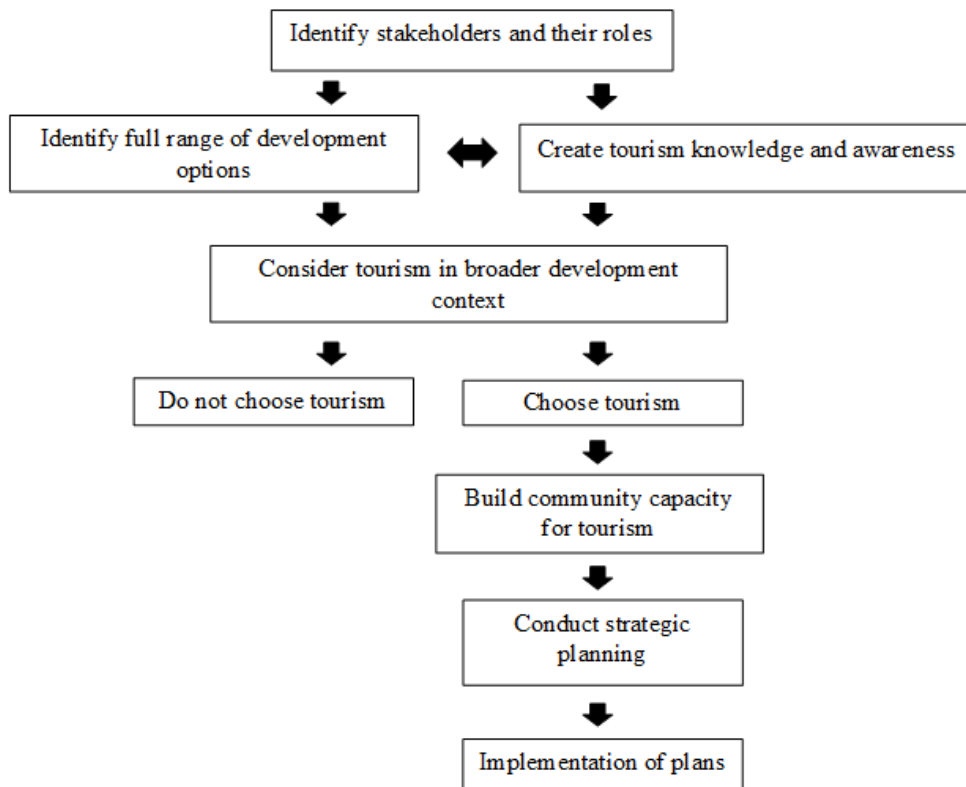 Identify stakeholders and their roles
Identify full range of development
options
Create tourism knowledge and awareness
Consider tourism in broader development
context
Do not choose tourism
Choose tourism
Build community capacity
for tourism
Conduct strategic
planning
Implementation of plans